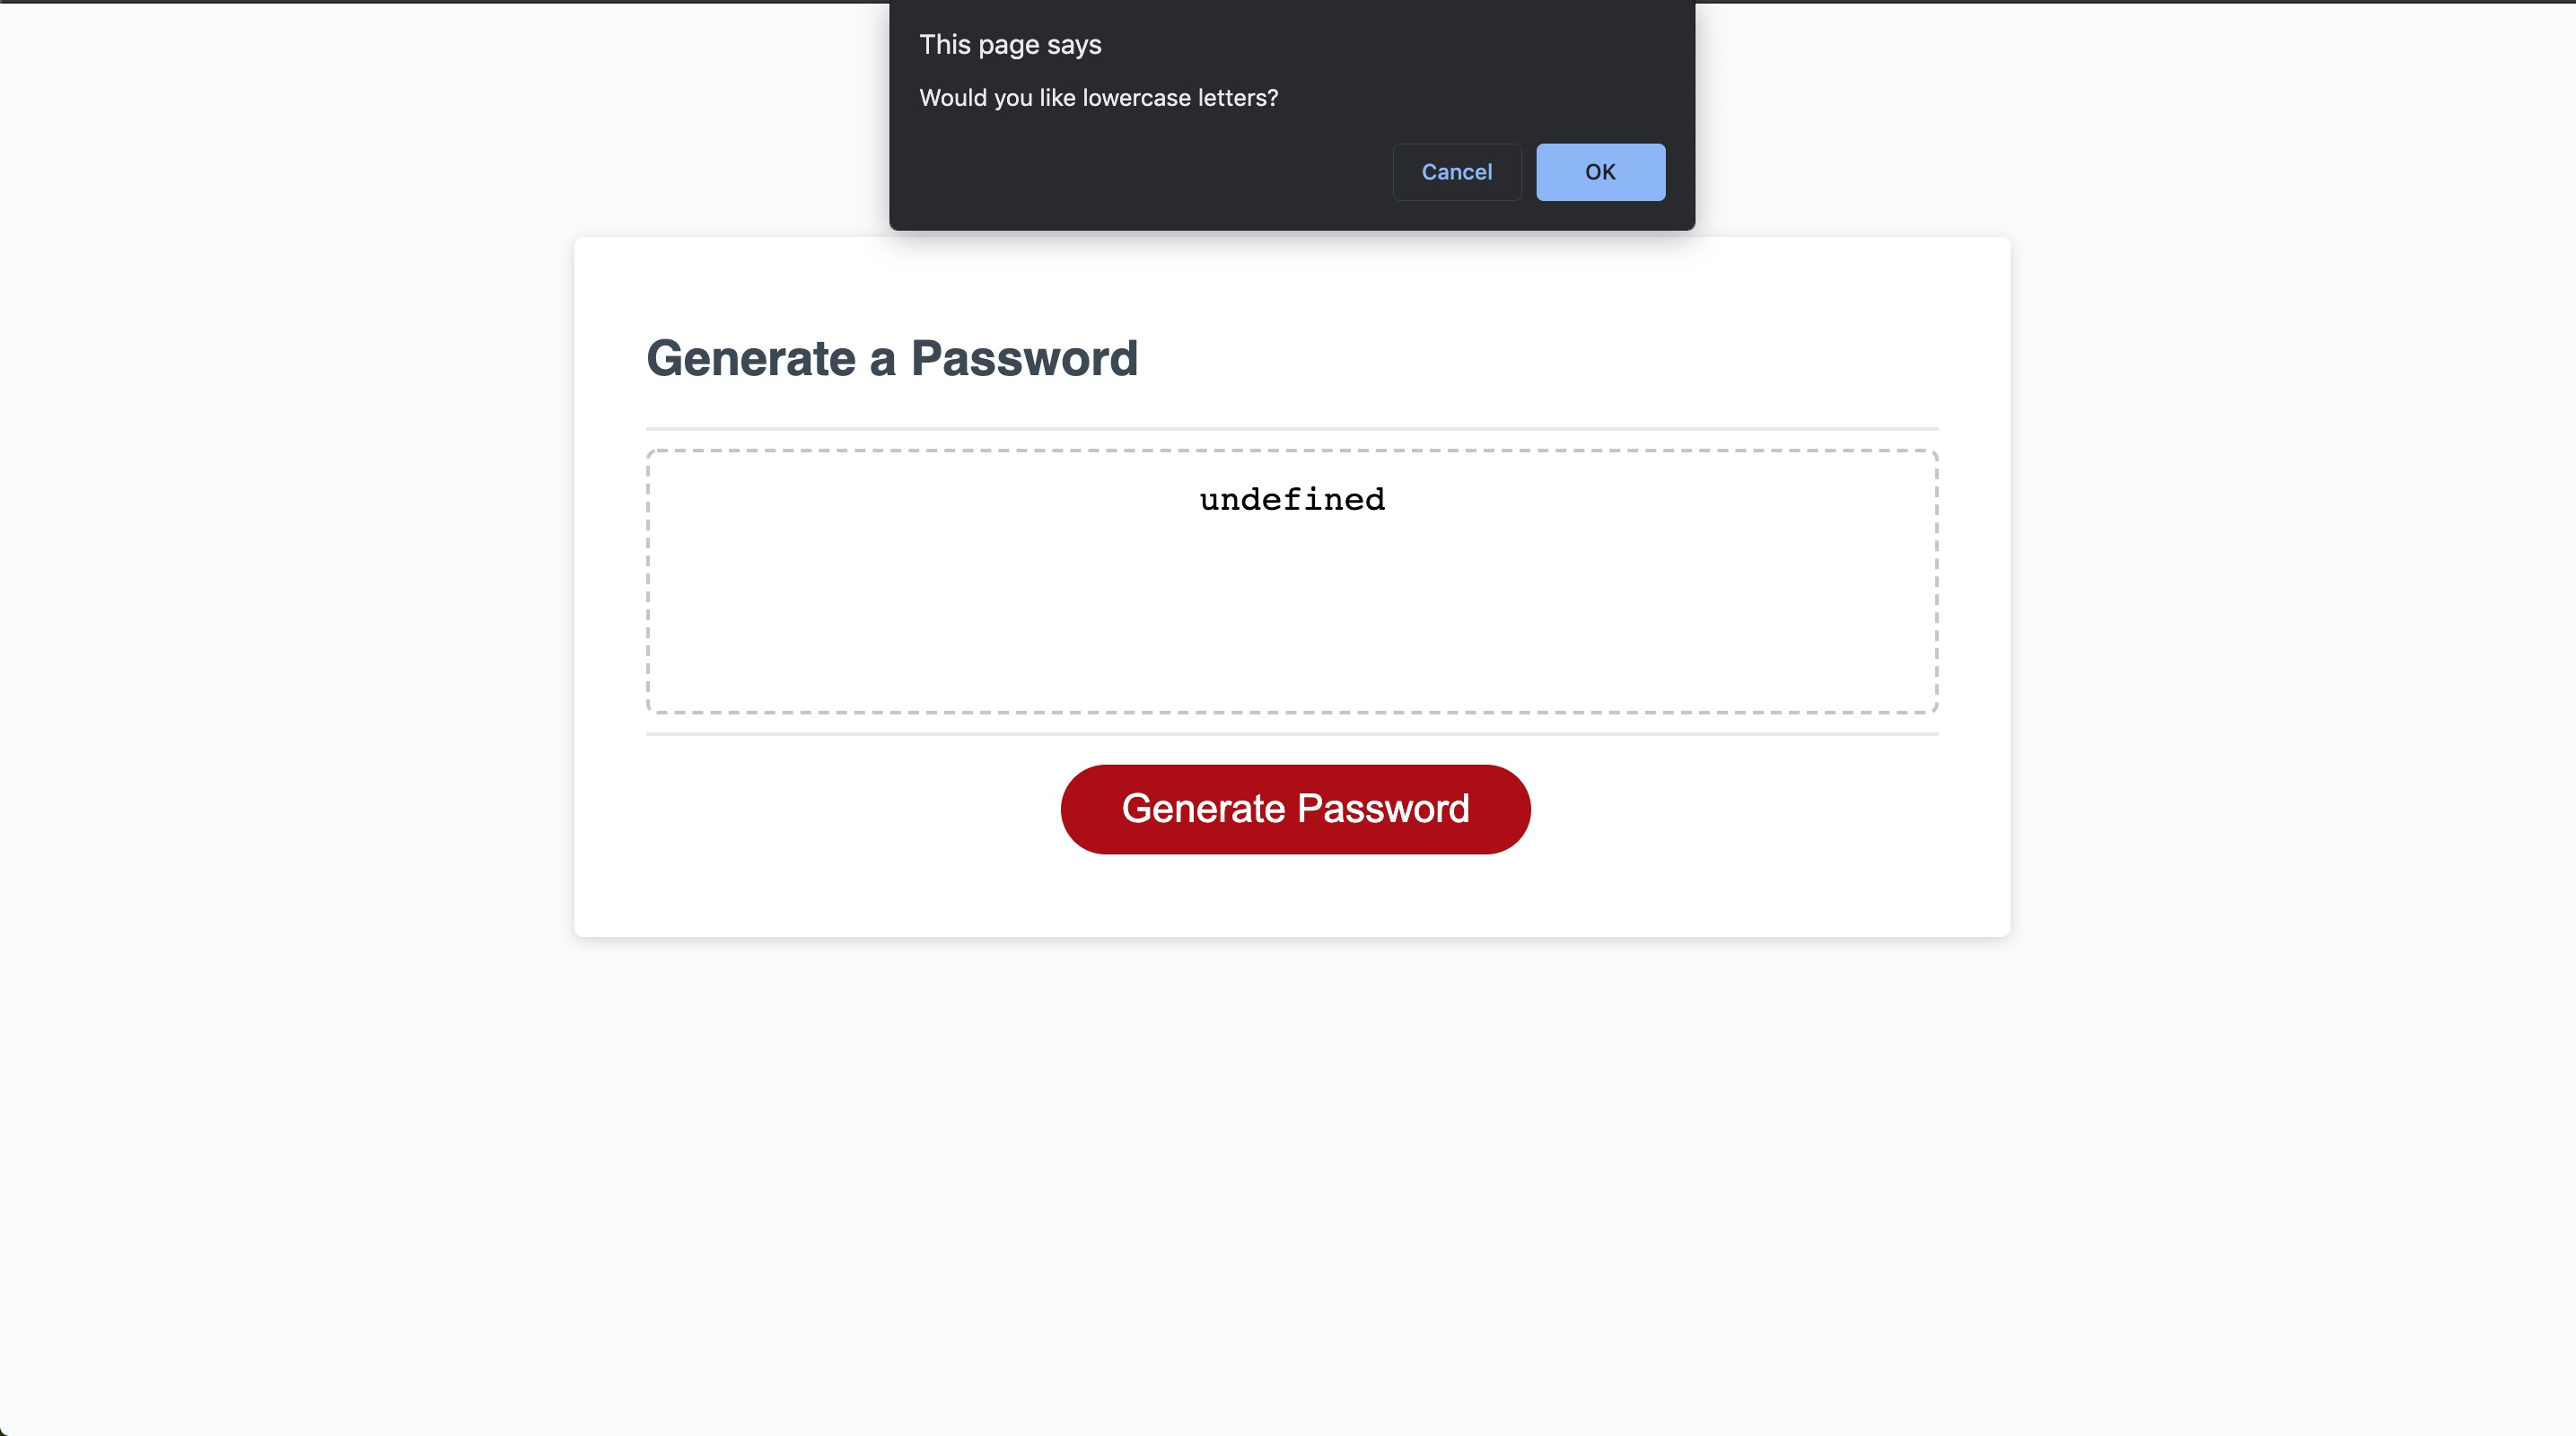 This page says
Would you like lowercase letters?
Cancel
OK
Generate a Password
undefined
Generate Password